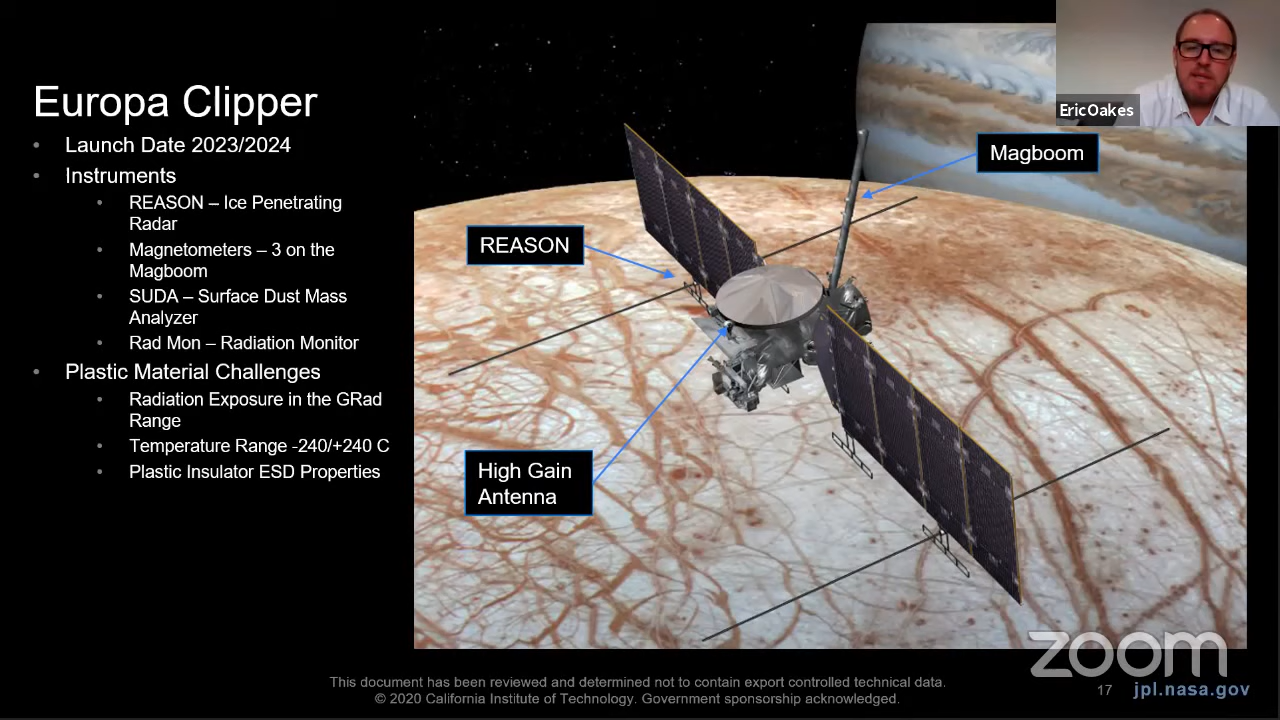 Europa Clipper
• Launch Date 2023/2024
• Instruments
• REASON – Ice Penetrating
Radar
• Magnetometers – 3 on the
Magboom
• SUDA – Surface Dust Mass
Analyzer
• Rad Mon – Radiation Monitor
• Plastic Material Challenges
• Radiation Exposure in the GRad
Range
• Temperature Range -240/+240 C
• Plastic Insulator ESD Properties
EricOakes
Magboom
REASON
High Gain
Antenna
zoom
This document has been reviewed and determined not to contain export controlled technical data.
© 2020 California Institute of Technology. Government sponsorship acknowledged.
17 jpl.nasa.gov